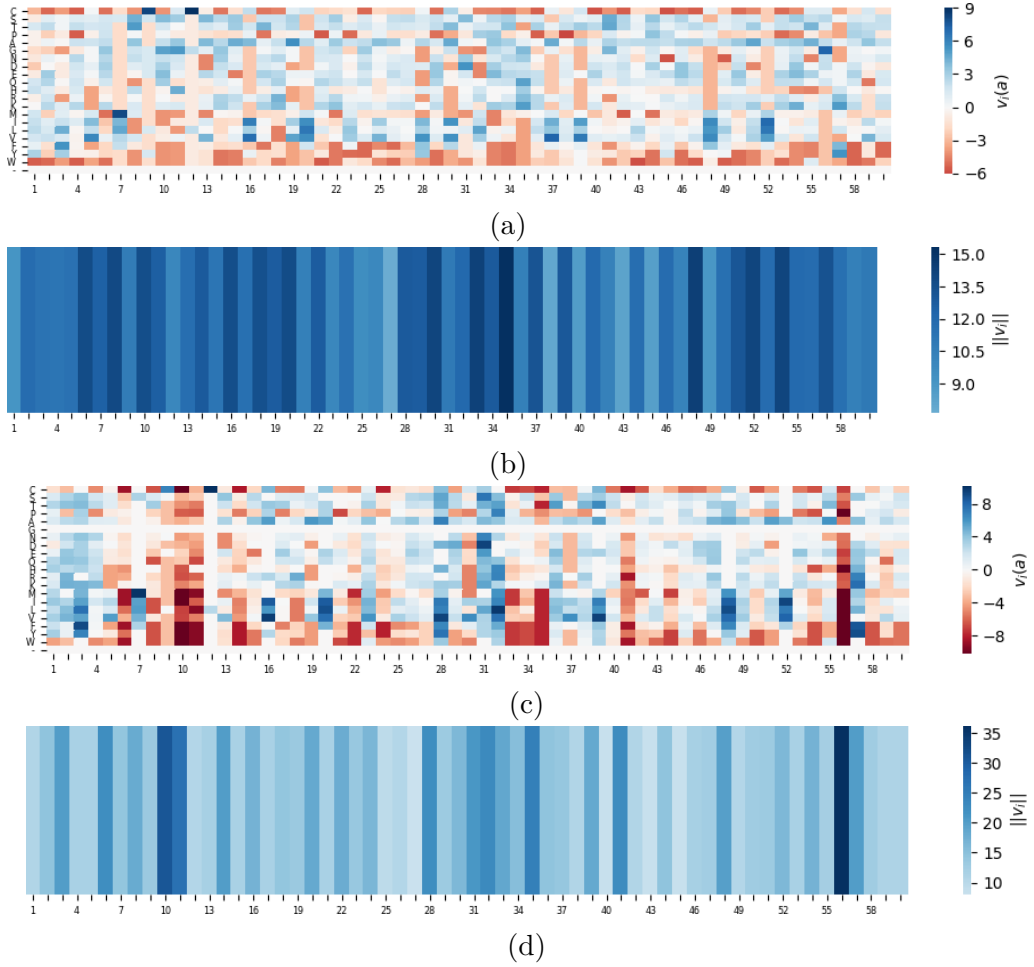 C
S
T
P
A
G
N
D
E
Q
H
R
K
M
I
L
V
F
Y
W
-
1 4 7 10 13 16 19 22 25 28 31 34 37 40 43 46 49 52 55 58
9
6
3
0
−3
−6
v_i(a)
(a)
1 4 7 10 13 16 19 22 25 28 31 34 37 40 43 46 49 52 55 58
15.0
13.5
12.0
10.5
9.0
||v_i||
(b)
C
S
T
P
A
G
N
D
E
Q
H
R
K
M
I
L
V
F
Y
W
-
1 4 7 10 13 16 19 22 25 28 31 34 37 40 43 46 49 52 55 58
8
4
0
−4
−8
v_i(a)
(c)
1 4 7 10 13 16 19 22 25 28 31 34 37 40 43 46 49 52 55 58
35
30
25
20
15
10
||v_i||
(d)